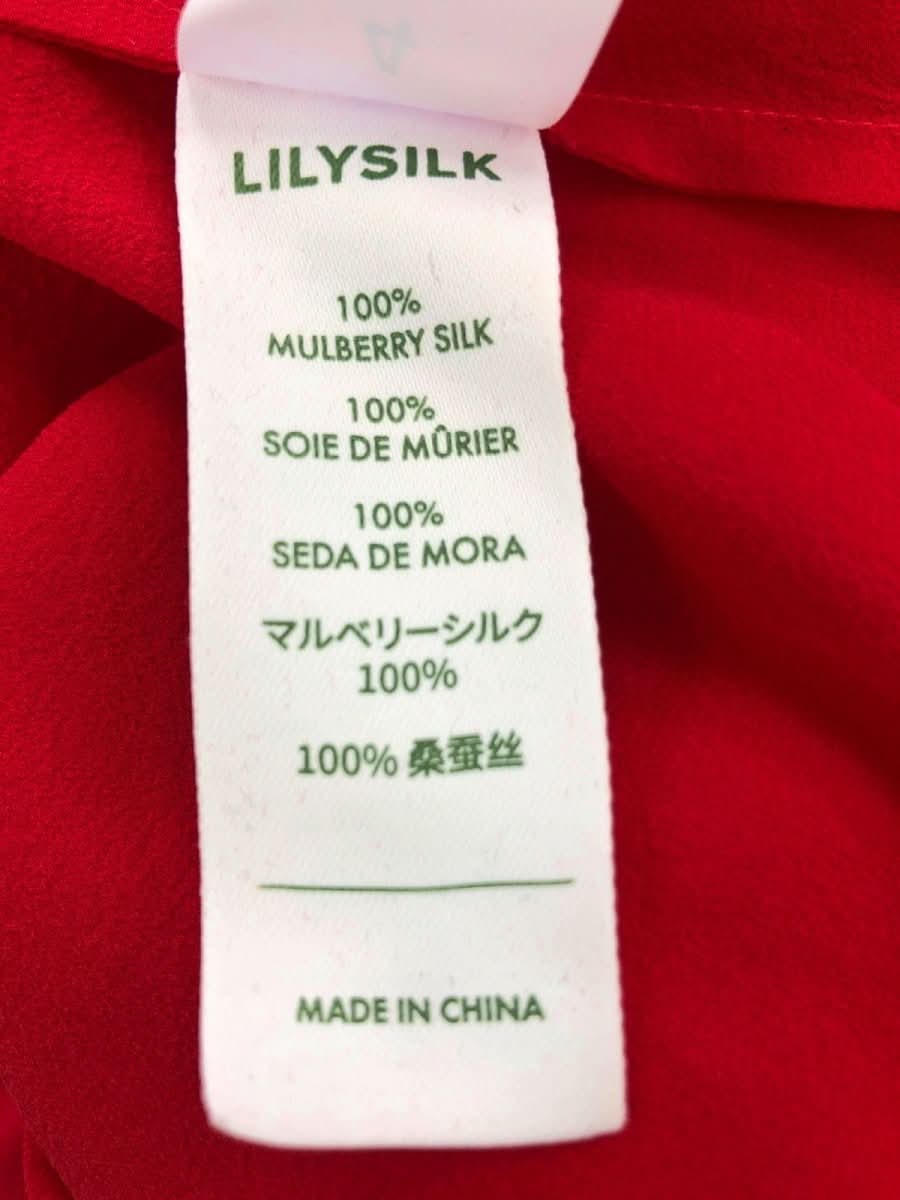 LILYSILK
100%
MULBERRY SILK
100%
SOIE DE MÛRIER
100%
SEDA DE MORA
マルベリーシルク
100%
100% 桑蚕丝
MADE IN CHINA